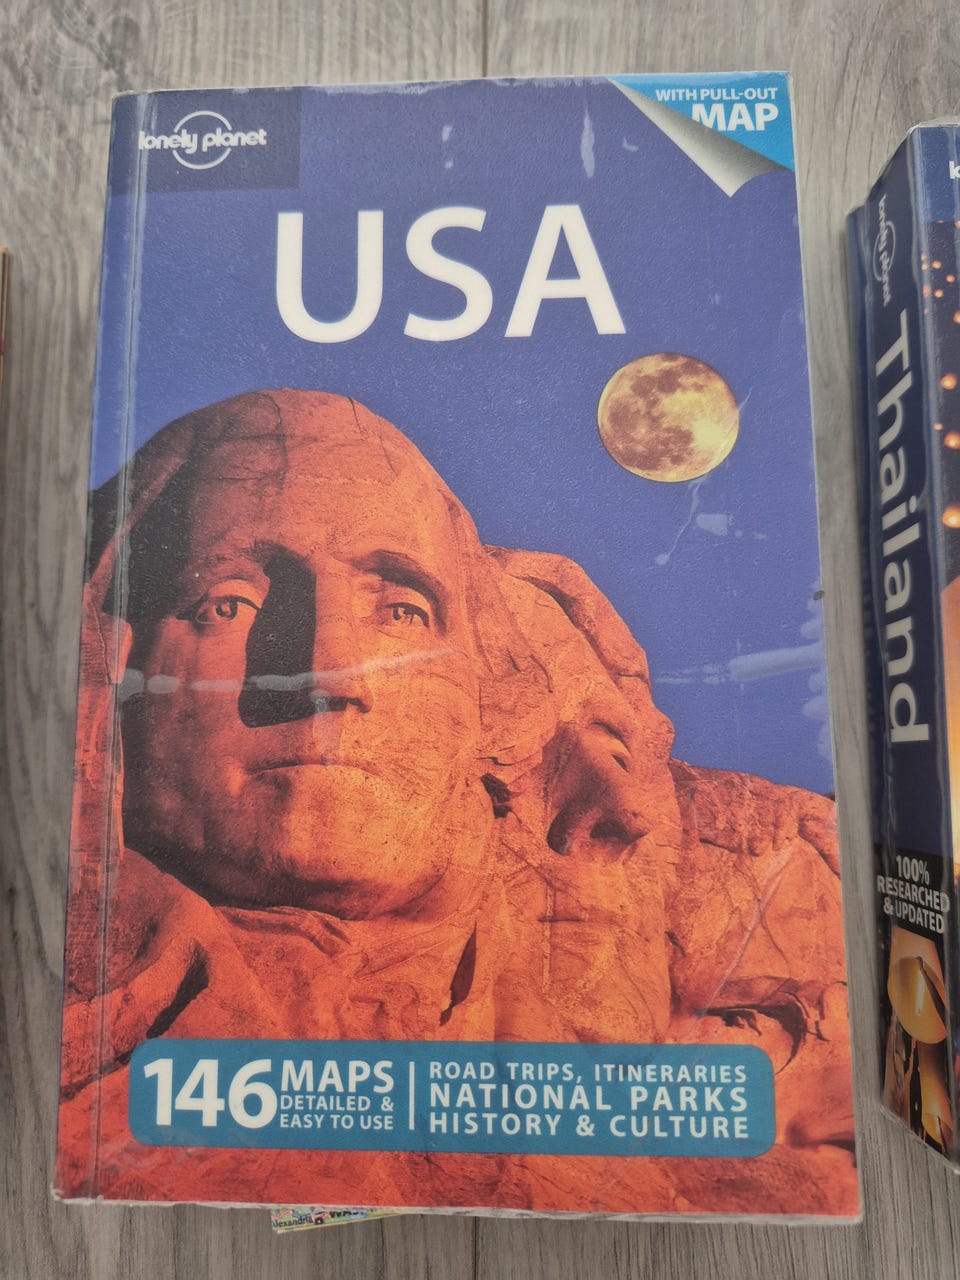 lonely planet
WITH PULL-OUT
MAP
USA
146 MAPS
DETAILED &
EASY TO USE
ROAD TRIPS, ITINERARIES
NATIONAL PARKS
HISTORY & CULTURE
lonely planet
Thailand
100%
RESEARCHED
& UPDATED